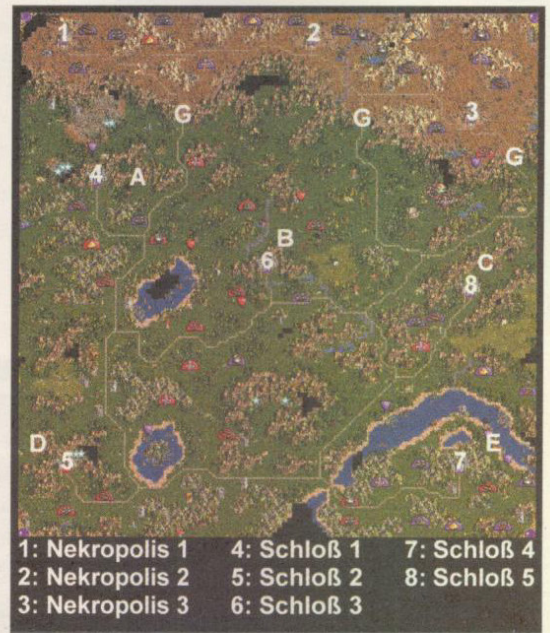 1
2
G
G
3
G
4
A
B
6
C
8
D
5
E
7
1: Nekropolis 1 4: Schloß 1 7: Schloß 4
2: Nekropolis 2 5: Schloß 2 8: Schloß 5
3: Nekropolis 3 6: Schloß 3